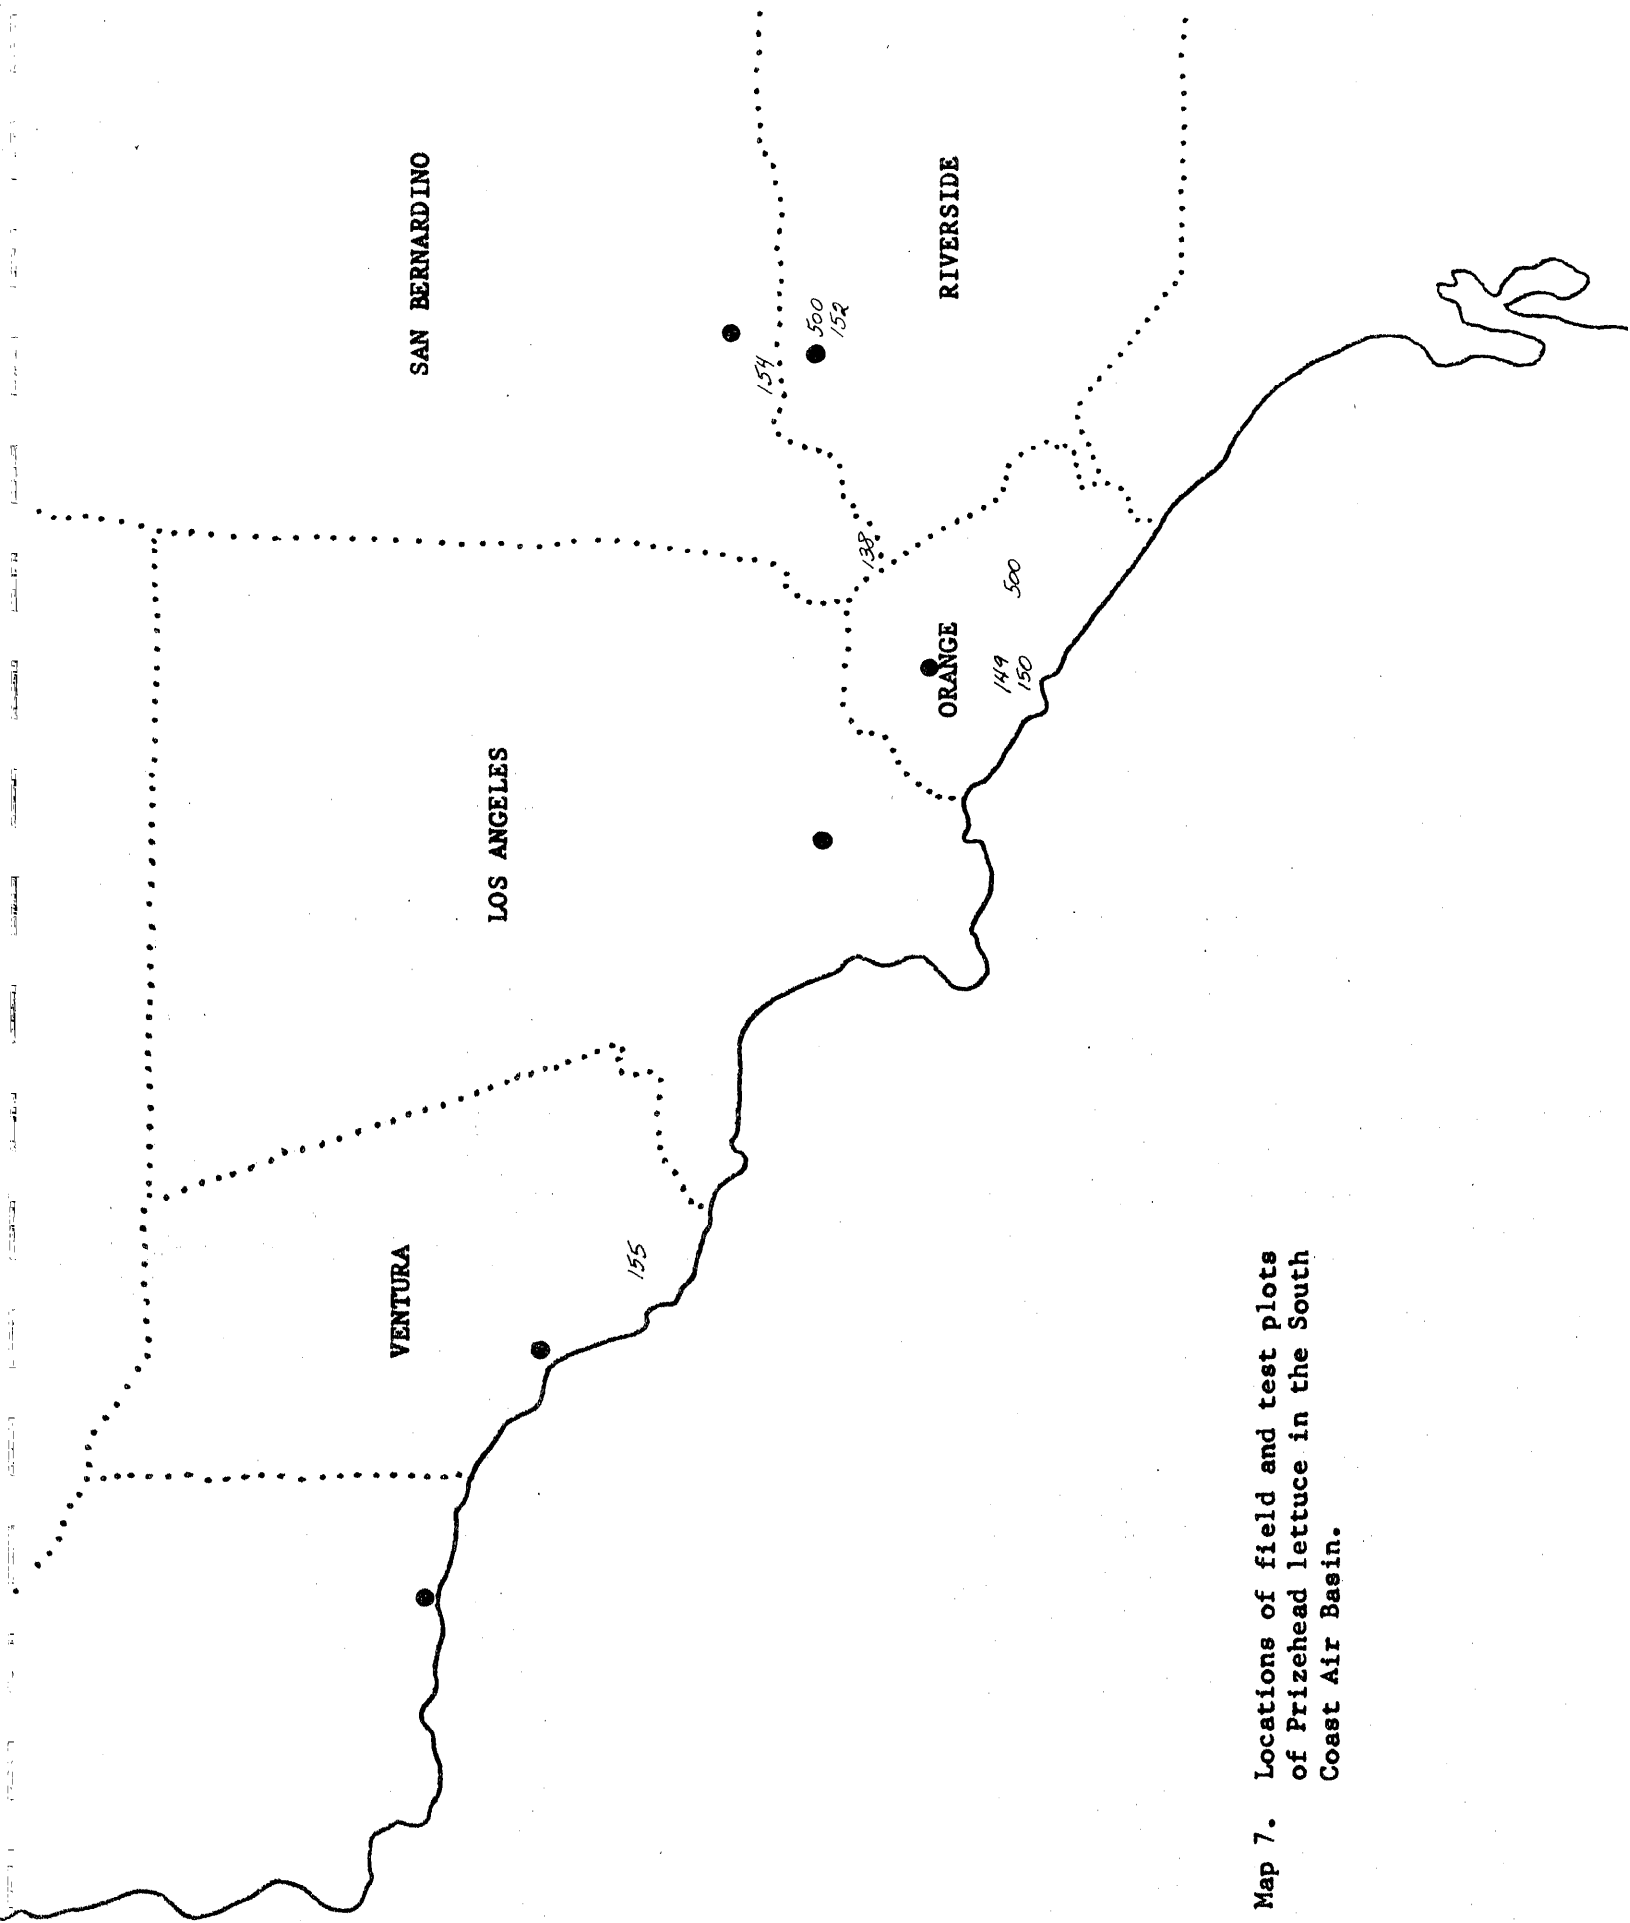 SAN BERNARDINO
LOS ANGELES
VENTURA
RIVERSIDE
ORANGE
154
500
152
138
500
149
150
155
Map 7. Locations of field and test plots
of Prizehead lettuce in the South
Coast Air Basin.